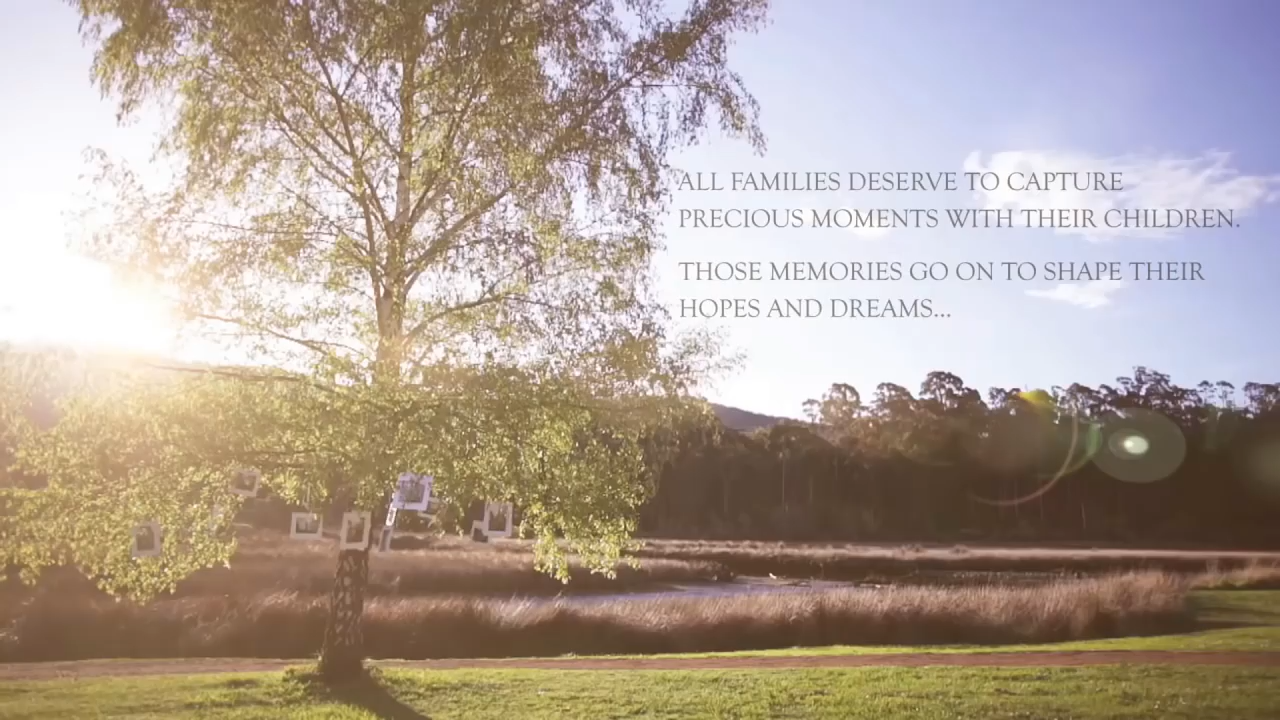 ALL FAMILIES DESERVE TO CAPTURE
PRECIOUS MOMENTS WITH THEIR CHILDREN.
THOSE MEMORIES GO ON TO SHAPE THEIR
HOPES AND DREAMS...